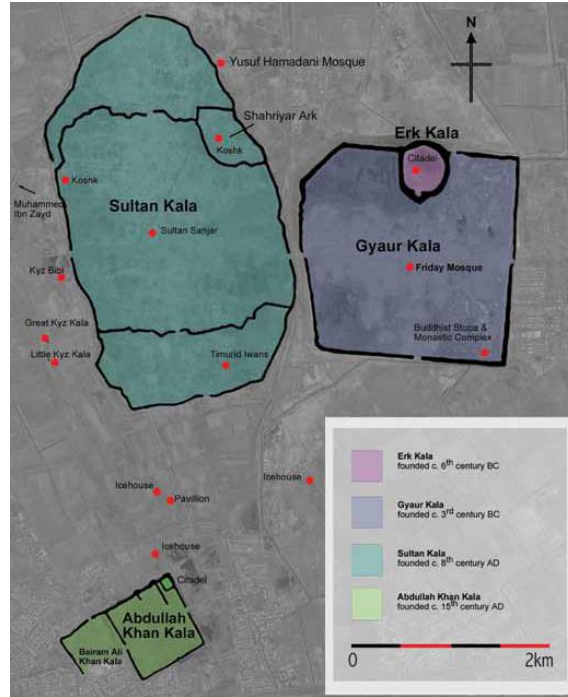 N
Yusuf Hamadani Mosque
Shahriyar Ark
Koshk
Erk Kala
Citadel
Koshk
Muhammed
Ibn Zayd
Sultan Kala
Sultan Sanjar
Gyaur Kala
Friday Mosque
Kyz Bibi
Great Kyz Kala
Little Kyz Kala
Timurid Iwans
Buddhist Stupa &
Monastic Complex
Icehouse
Pavillion
Icehouse
Icehouse
Citadel
Abdullah
Khan Kala
Bairam Ali
Khan Kala
Erk Kala
founded c. 6th century BC
Gyaur Kala
founded c. 3rd century BC
Sultan Kala
founded c. 8th century AD
Abdullah Khan Kala
founded c. 15th century AD
0 2km